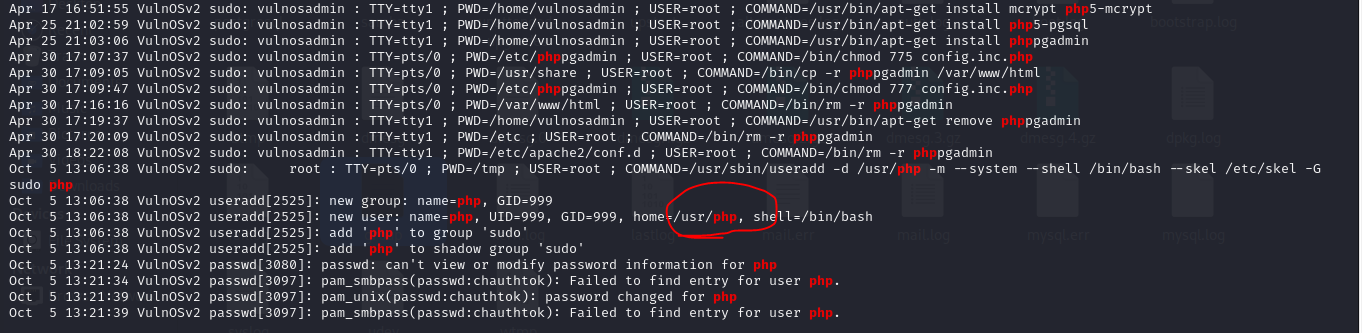 Apr 17 16:51:55 VulnOSv2 sudo: vulnosadmin : TTY=tty1 ; PWD=/home/vulnosadmin ; USER=root ; COMMAND=/usr/bin/apt-get install mcrypt php5-mcrypt
Apr 25 21:02:59 VulnOSv2 sudo: vulnosadmin : TTY=tty1 ; PWD=/home/vulnosadmin ; USER=root ; COMMAND=/usr/bin/apt-get install php5-pgsql
Apr 25 21:03:06 VulnOSv2 sudo: vulnosadmin : TTY=tty1 ; PWD=/home/vulnosadmin ; USER=root ; COMMAND=/usr/bin/apt-get install phppgadmin
Apr 30 17:07:37 VulnOSv2 sudo: vulnosadmin : TTY=pts/0 ; PWD=/etc/phppgadmin ; USER=root ; COMMAND=/bin/chmod 775 config.inc.php
Apr 30 17:09:05 VulnOSv2 sudo: vulnosadmin : TTY=pts/0 ; PWD=/usr/share ; USER=root ; COMMAND=/bin/cp -r phppgadmin /var/www/html
Apr 30 17:09:47 VulnOSv2 sudo: vulnosadmin : TTY=pts/0 ; PWD=/etc/phppgadmin ; USER=root ; COMMAND=/bin/chmod 777 config.inc.php
Apr 30 17:16:16 VulnOSv2 sudo: vulnosadmin : TTY=pts/0 ; PWD=/var/www/html ; USER=root ; COMMAND=/bin/rm -r phppgadmin
Apr 30 17:19:37 VulnOSv2 sudo: vulnosadmin : TTY=tty1 ; PWD=/home/vulnosadmin ; USER=root ; COMMAND=/usr/bin/apt-get remove phppgadmin
Apr 30 17:20:09 VulnOSv2 sudo: vulnosadmin : TTY=tty1 ; PWD=/etc ; USER=root ; COMMAND=/bin/rm -r phppgadmin
Apr 30 18:22:08 VulnOSv2 sudo: vulnosadmin : TTY=tty1 ; PWD=/etc/apache2/conf.d ; USER=root ; COMMAND=/bin/rm -r phppgadmin
Oct  5 13:06:38 VulnOSv2 sudo:     root : TTY=pts/0 ; PWD=/tmp ; USER=root ; COMMAND=/usr/sbin/useradd -d /usr/php -m --system --shell /bin/bash --skel /etc/skel -G
sudo php
Oct  5 13:06:38 VulnOSv2 useradd[2525]: new group: name=php, GID=999
Oct  5 13:06:38 VulnOSv2 useradd[2525]: new user: name=php, UID=999, GID=999, home=/usr/php, shell=/bin/bash
Oct  5 13:06:38 VulnOSv2 useradd[2525]: add 'php' to group 'sudo'
Oct  5 13:06:38 VulnOSv2 useradd[2525]: add 'php' to shadow group 'sudo'
Oct  5 13:21:24 VulnOSv2 passwd[3080]: passwd: can't view or modify password information for php
Oct  5 13:21:34 VulnOSv2 passwd[3097]: pam_smbpass(passwd:chauthtok): Failed to find entry for user php.
Oct  5 13:21:39 VulnOSv2 passwd[3097]: pam_unix(passwd:chauthtok): password changed for php
Oct  5 13:21:39 VulnOSv2 passwd[3097]: pam_smbpass(passwd:chauthtok): Failed to find entry for user php.
bootstrap.log
dmesg.3.gz
dmesg.4.gz
dpkg.log
lastlog
mail.err
mail.log
mysql.err
mysql.log